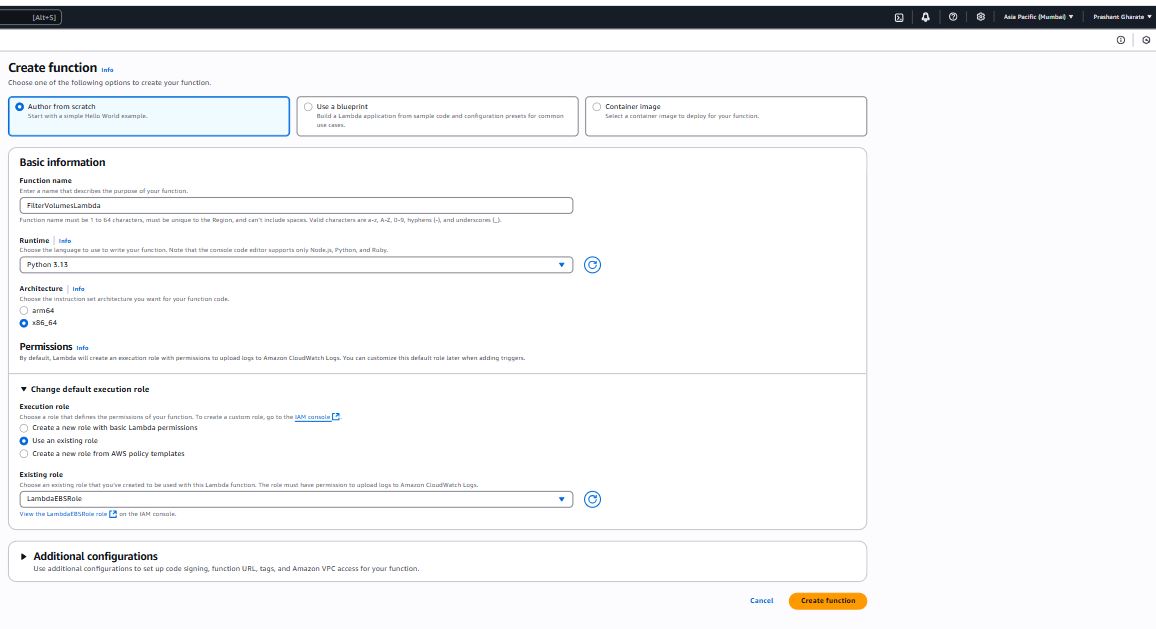 [Alt+S]
Asia Pacific (Mumbai) ▼ Prashant Gharate ▼
Create function Info
Choose one of the following options to create your function.
Author from scratch
Start with a simple Hello World example.
Use a blueprint
Build a Lambda application from sample code and configuration presets for common
use cases.
Container image
Select a container image to deploy for your function.
Basic information
Function name
Enter a name that describes the purpose of your function.
FilterVolumesLambda
Function name must be 1 to 64 characters, must be unique to the Region, and can't include spaces. Valid characters are a-z, A-Z, 0-9, hyphens (-), and underscores (_).
Runtime | Info
Choose the language to use to write your function. Note that the console code editor supports only Node.js, Python, and Ruby.
Python 3.13
Architecture | Info
Choose the instruction set architecture you want for your function code.
arm64
x86_64
Permissions Info
By default, Lambda will create an execution role with permissions to upload logs to Amazon CloudWatch Logs. You can customize this default role later when adding triggers.
▼ Change default execution role
Execution role
Choose a role that defines the permissions of your function. To create a custom role, go to the IAM console.
Create a new role with basic Lambda permissions
Use an existing role
Create a new role from AWS policy templates
Existing role
Choose an existing role that you've created to be used with this Lambda function. The role must have permission to upload logs to Amazon CloudWatch Logs.
LambdaEBSRole
View the LambdaEBSRole role on the IAM console.
Additional configurations
Use additional configurations to set up code signing, function URL, tags, and Amazon VPC access for your function.
Cancel Create function